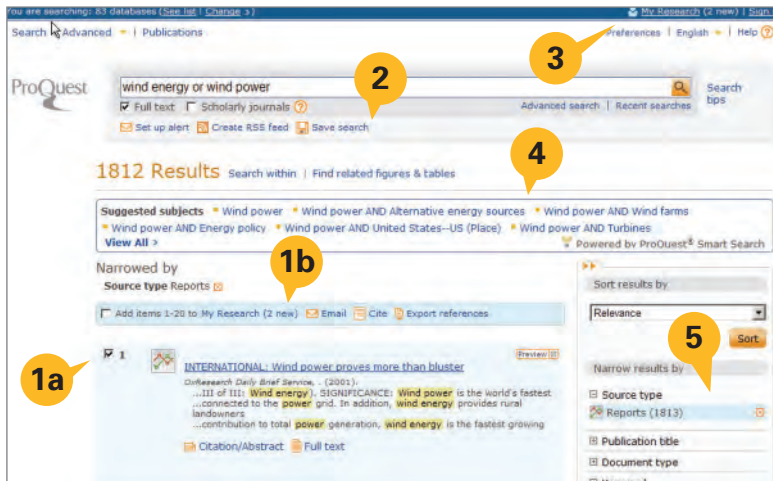 You are searching: 83 databases (See list | Change >) My Research (2 new) | Sign
Search Advanced | Publications Preferences | English | Help ?
3
ProQuest
wind energy or wind power
2
Full text Scholarly journals ? Advanced search | Recent searches
Search tips
Set up alert Create RSS feed Save search
4
1812 Results Search within | Find related figures & tables
Suggested subjects Wind power Wind power AND Alternative energy sources Wind power AND Wind farms
Wind power AND Energy policy Wind power AND United States--US (Place) Wind power AND Turbines
View All > Powered by ProQuest® Smart Search
1b
Narrowed by
Source type Reports
Add items 1-20 to My Research (2 new) Email Cite Export references
1a
1
Preview
INTERNATIONAL: Wind power proves more than bluster
OxResearch Daily Brief Service, . (2001).
...III of III: Wind energy). SIGNIFICANCE: Wind power is the world's fastest
...connected to the power grid. In addition, wind energy provides rural
landowners
...contribution to total power generation, wind energy is the fastest growing
Citation/Abstract Full text
Sort results by
Relevance
Sort
5
Narrow results by
Source type
Reports (1813)
Publication title
Document type